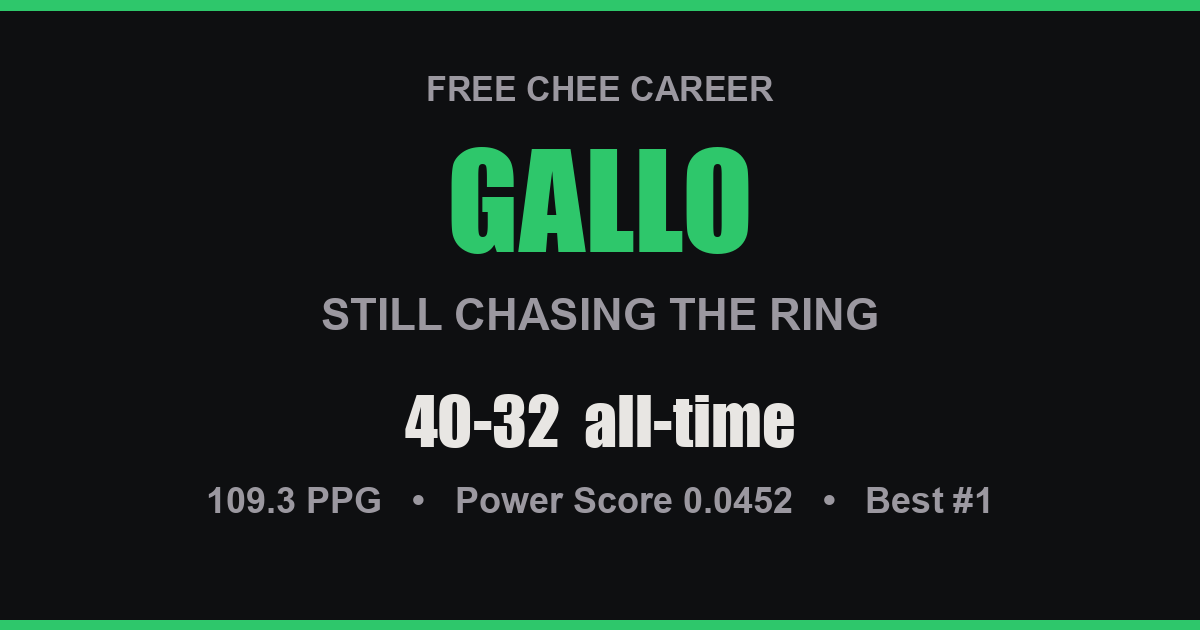 FREE CHEE CAREER
GALLO
STILL CHASING THE RING
40-32 all-time
109.3 PPG • Power Score 0.0452 • Best #1